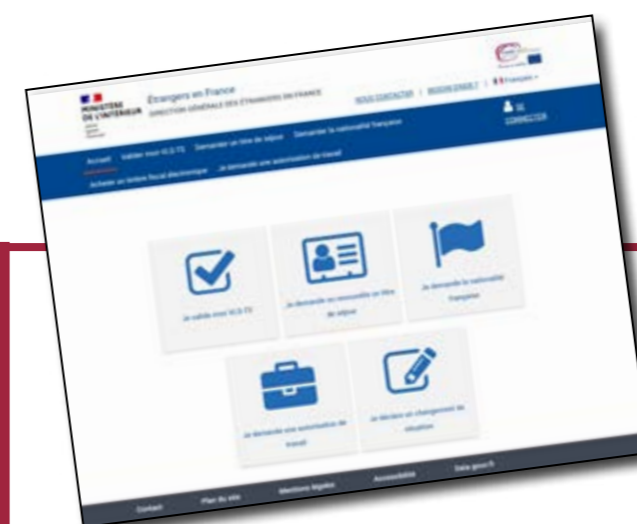 MINISTÈRE
DE L'INTÉRIEUR
Étrangers en France
DIRECTION GÉNÉRALE DES ÉTRANGERS EN FRANCE
NOUS CONTACTER | BESOIN D'AIDE ? | Français
Accueil Valider mon VLS-TS Demander un titre de séjour Demander la nationalité française
SE
CONNECTER
Acheter un timbre fiscal électronique Je demande une autorisation de travail
Je valide mon VLS-TS
Je demande ou renouvelle un titre
de séjour
Je demande la nationalité
française
Je demande une autorisation de
travail
Je déclare un changement de
situation
Contact Plan du site Mentions légales Accessibilité Data.gouv.fr